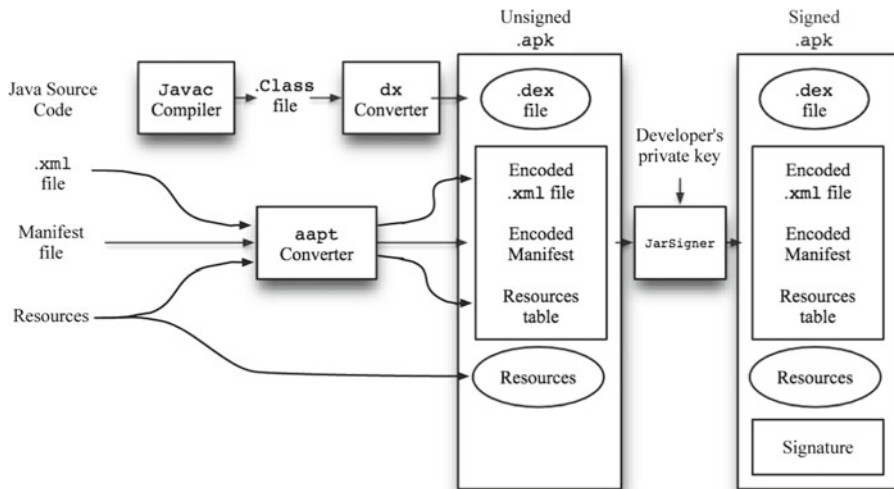 Unsigned
.apk
Signed
.apk
Java Source
Code
Javac
Compiler
.Class
file
dx
Converter
.dex
file
.dex
file
Developer's
private key
.xml
file
Encoded
.xml file
Encoded
.xml file
Manifest
file
aapt
Converter
Encoded
Manifest
JarSigner
Encoded
Manifest
Resources
Resources
table
Resources
table
Resources
Resources
Signature